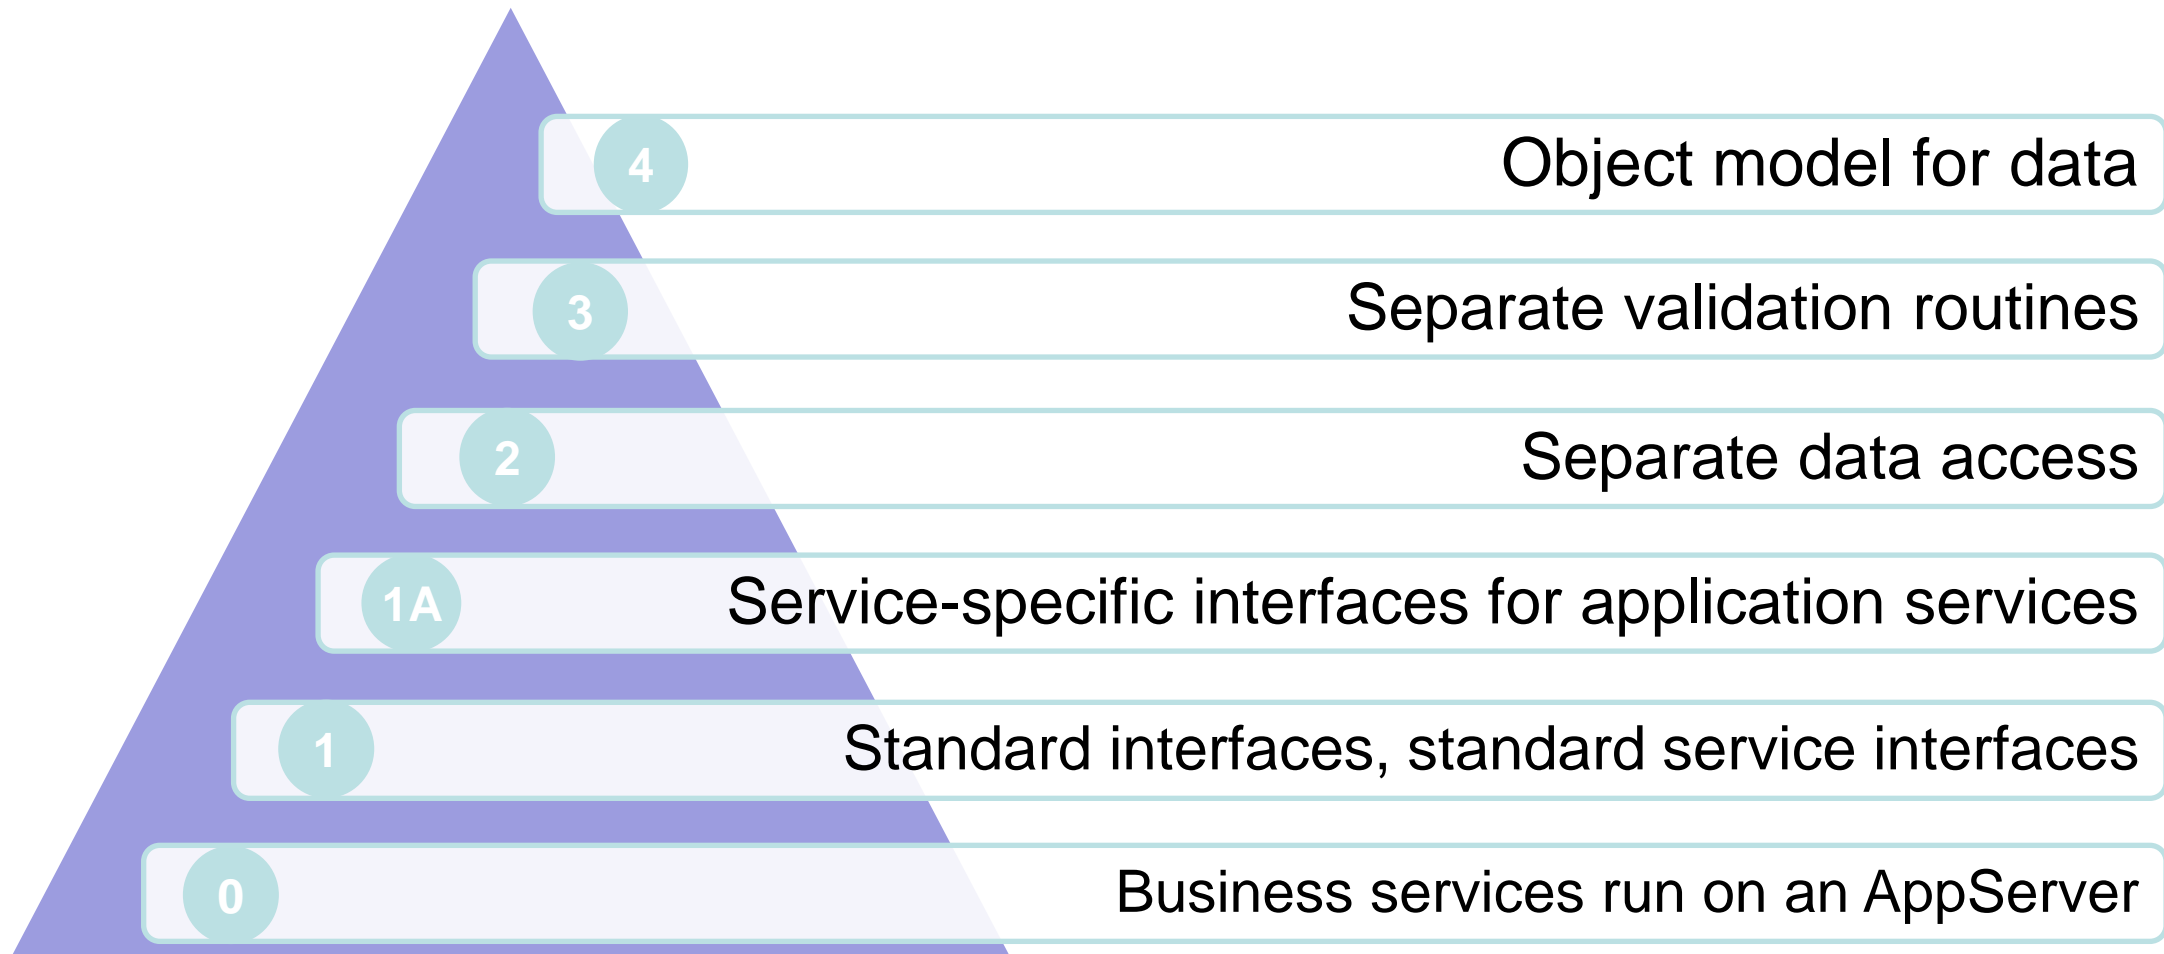 4 Object model for data
3 Separate validation routines
2 Separate data access
1A Service-specific interfaces for application services
1 Standard interfaces, standard service interfaces
0 Business services run on an AppServer